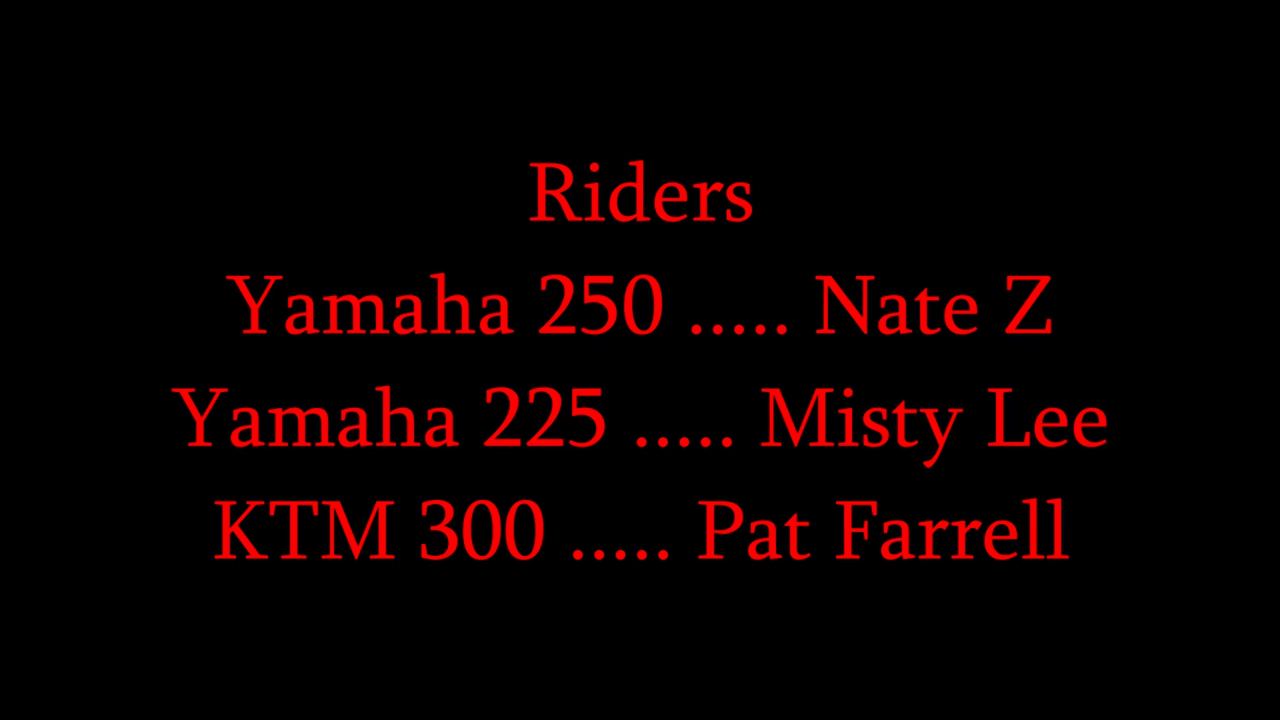 Riders
Yamaha 250 ..... Nate Z
Yamaha 225 ..... Misty Lee
KTM 300 ..... Pat Farrell